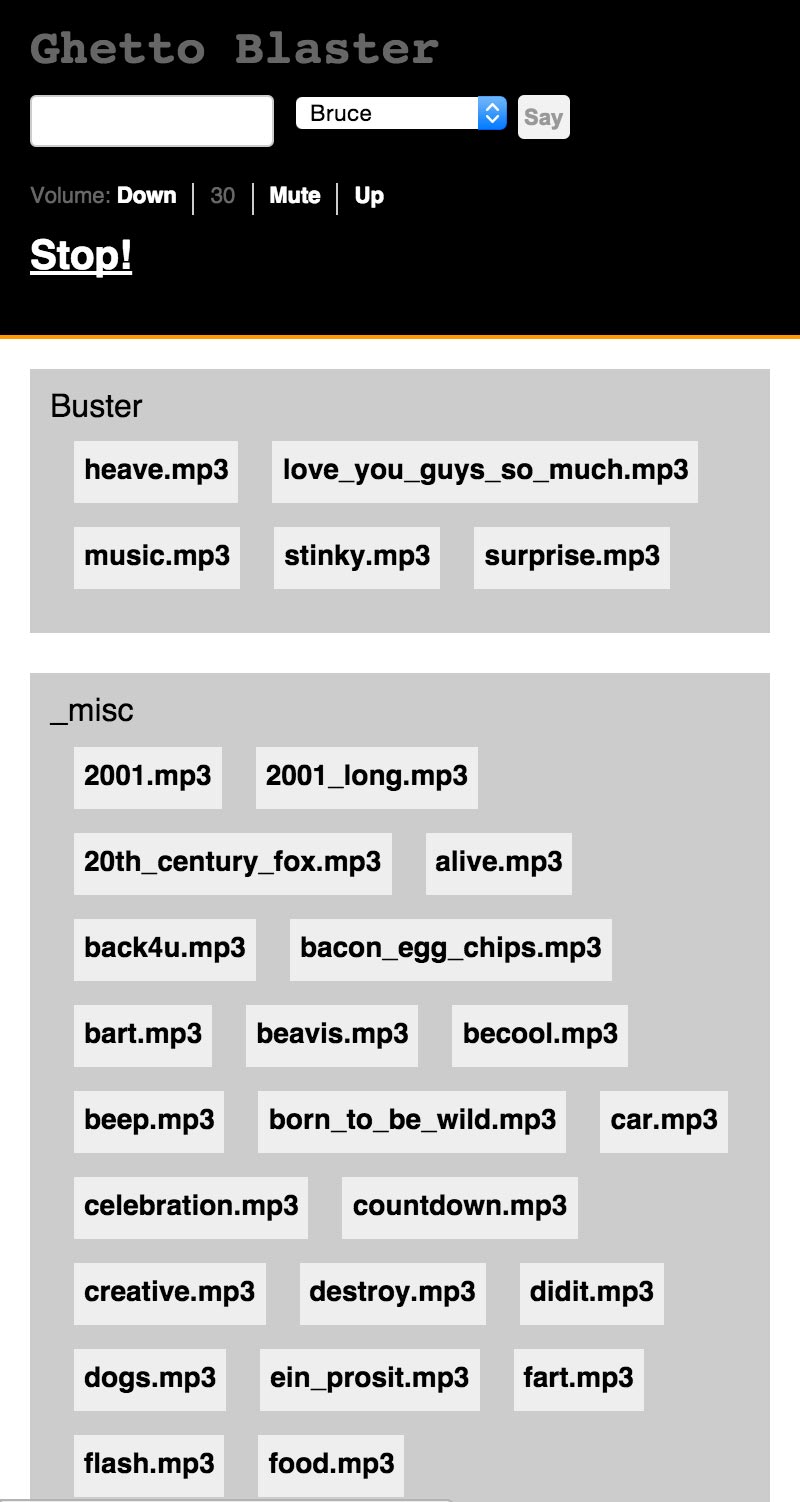 Ghetto Blaster
Bruce Say
Volume: Down 30 Mute Up
Stop!
Buster
heave.mp3 love_you_guys_so_much.mp3
music.mp3 stinky.mp3 surprise.mp3
_misc
2001.mp3 2001_long.mp3
20th_century_fox.mp3 alive.mp3
back4u.mp3 bacon_egg_chips.mp3
bart.mp3 beavis.mp3 becool.mp3
beep.mp3 born_to_be_wild.mp3 car.mp3
celebration.mp3 countdown.mp3
creative.mp3 destroy.mp3 didit.mp3
dogs.mp3 ein_prosit.mp3 fart.mp3
flash.mp3 food.mp3